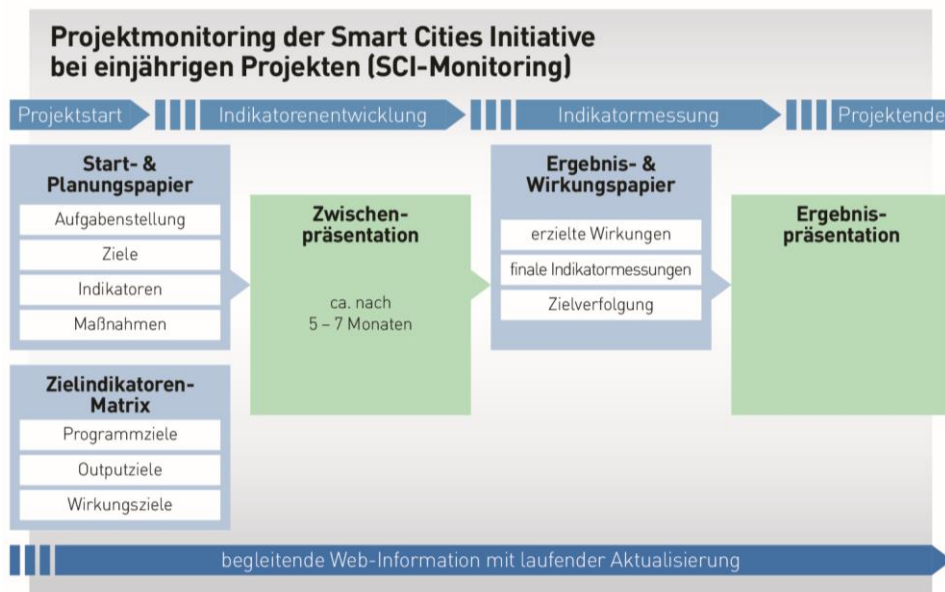 Projektmonitoring der Smart Cities Initiative
bei einjährigen Projekten (SCI-Monitoring)
Projektstart
Indikatorenentwicklung
Indikatormessung
Projektende
Start- &
Planungspapier
Aufgabenstellung
Ziele
Indikatoren
Maßnahmen
Zielindikatoren-
Matrix
Programmziele
Outputziele
Wirkungsziele
Zwischen-
präsentation
ca. nach
5 – 7 Monaten
Ergebnis- &
Wirkungspapier
erzielte Wirkungen
finale Indikatormessungen
Zielverfolgung
Ergebnis-
präsentation
begleitende Web-Information mit laufender Aktualisierung